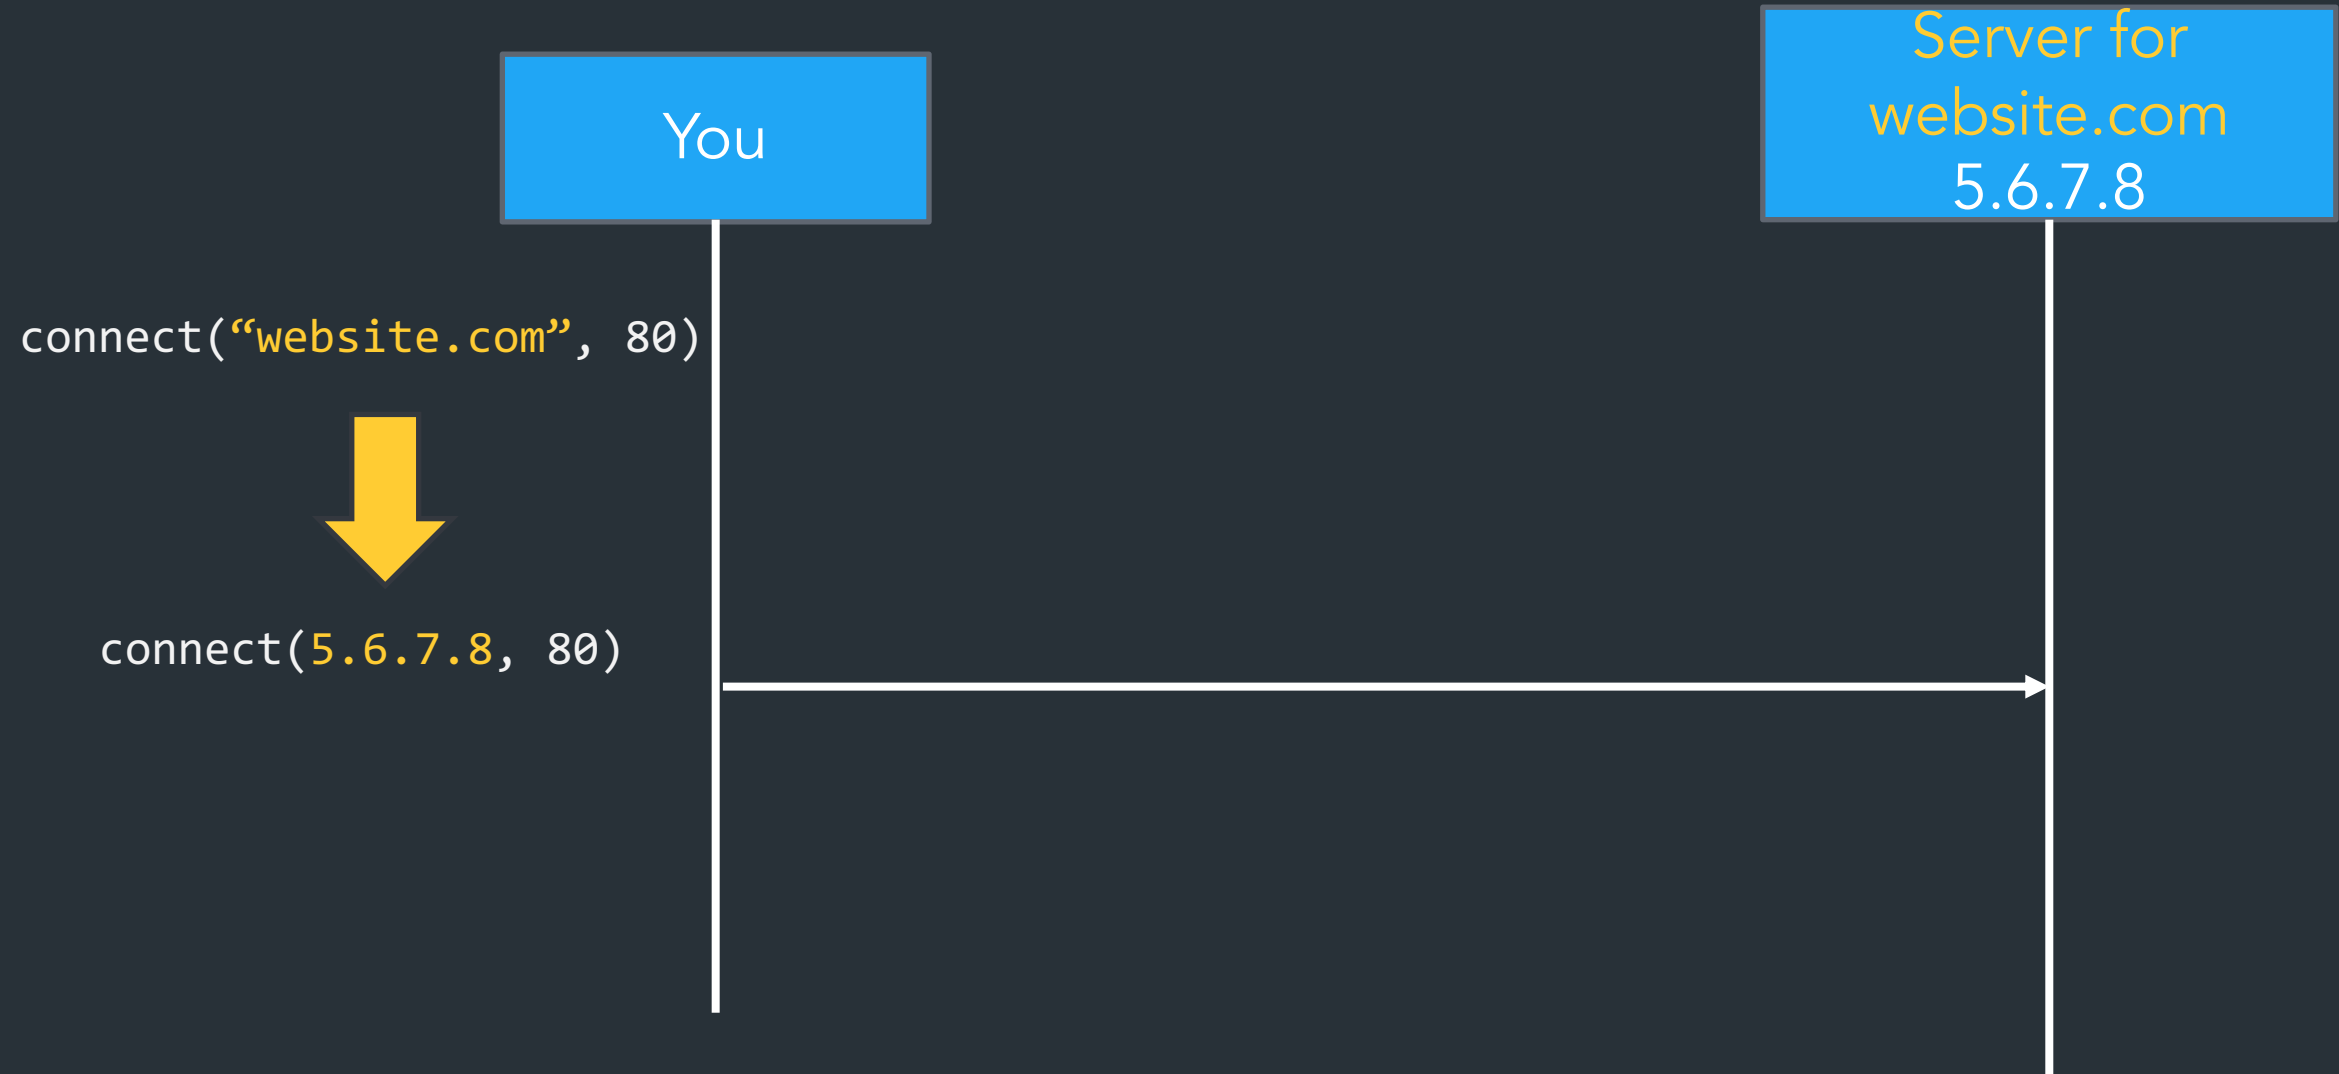 You
Server for
website.com
5.6.7.8
connect(“website.com”, 80)
connect(5.6.7.8, 80)